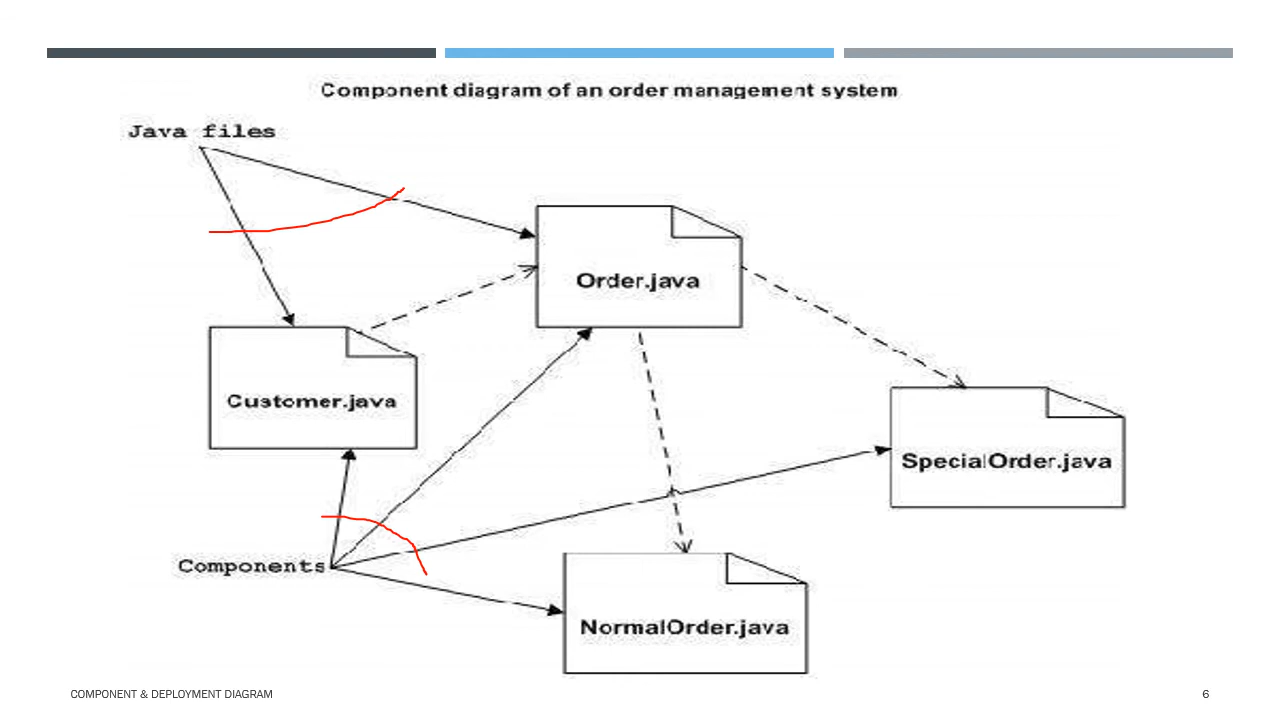 Component diagram of an order management system
Java files
Order.java
Customer.java
SpecialOrder.java
Components
NormalOrder.java
COMPONENT & DEPLOYMENT DIAGRAM
6